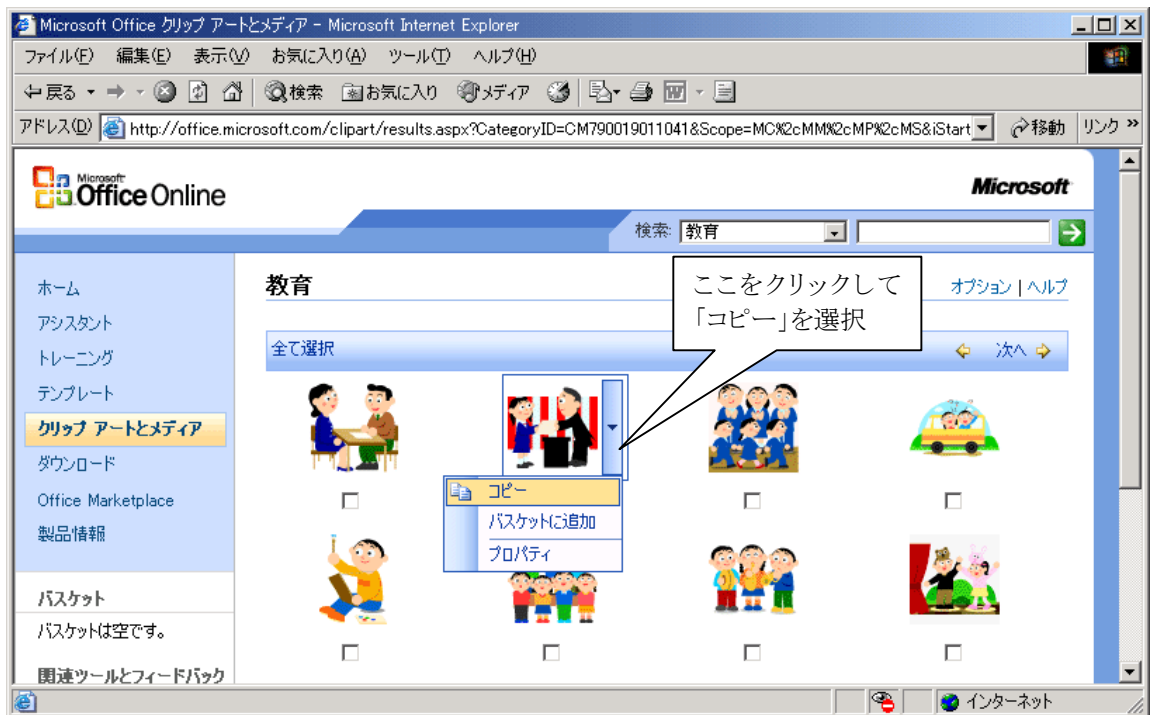 Microsoft Office クリップ アートとメディア - Microsoft Internet Explorer
ファイル(F) 編集(E) 表示(V) お気に入り(A) ツール(T) ヘルプ(H)
戻る 検索 お気に入り メディア
アドレス(D) http://office.microsoft.com/clipart/results.aspx?CategoryID=CM790019011041&Scope=MC%2cMM%2cMP%2cMS&iStart 移動 リンク »
Microsoft
Office Online
Microsoft
検索: 教育
ホーム
アシスタント
トレーニング
テンプレート
クリップ アートとメディア
ダウンロード
Office Marketplace
製品情報
バスケット
バスケットは空です。
関連ツールとフィードバック
教育
オプション | ヘルプ
ここをクリックして
「コピー」を選択
全て選択
次へ
コピー
バスケットに追加
プロパティ
インターネット